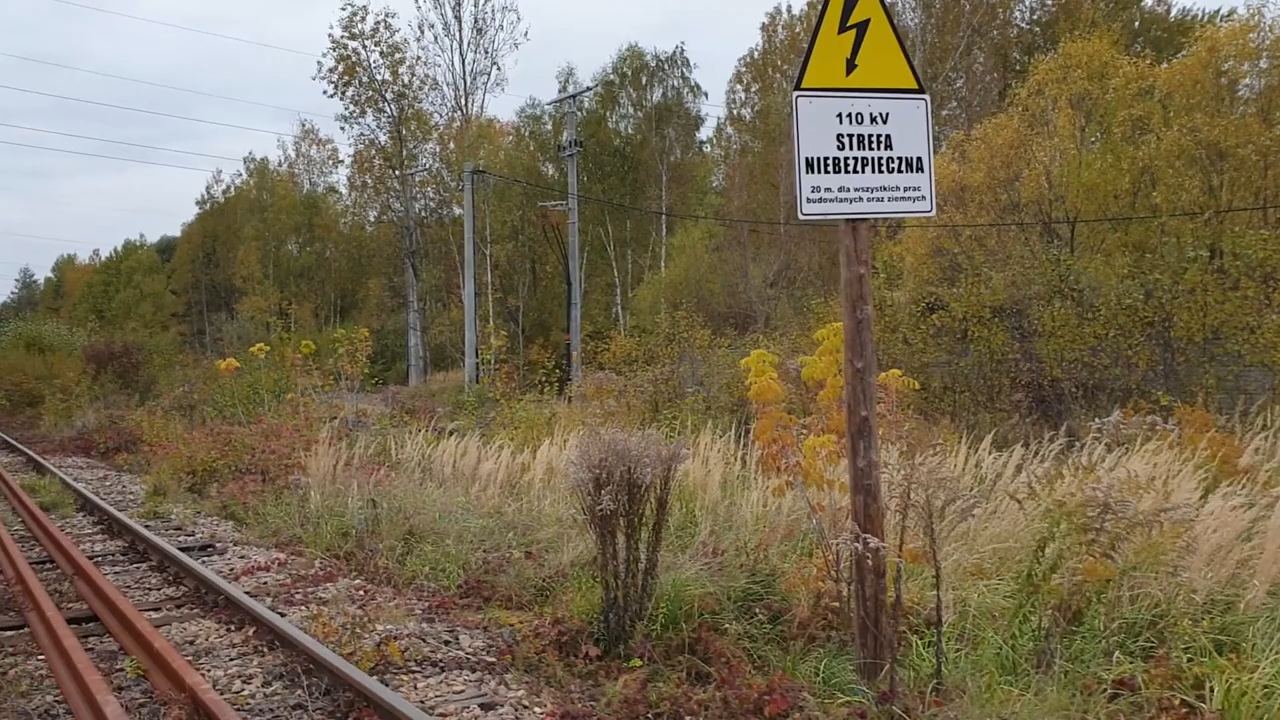 110 kV
STREFA
NIEBEZPIECZNA
20 m. dla wszystkich prac
budowlanych oraz ziemnych